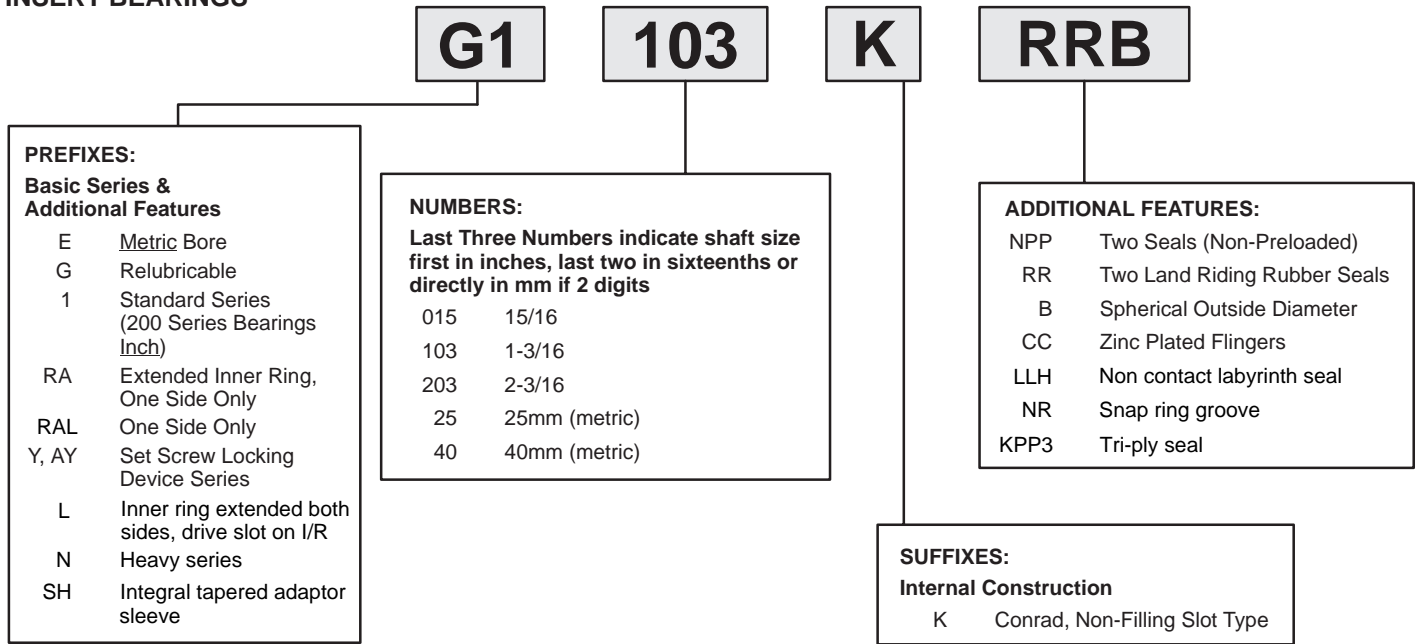 INSERT BEARINGS
G1 103 K RRB
PREFIXES:
Basic Series &
Additional Features
E Metric Bore
G Relubricable
1 Standard Series
(200 Series Bearings
Inch)
RA Extended Inner Ring,
One Side Only
RAL One Side Only
Y, AY Set Screw Locking
Device Series
L Inner ring extended both
sides, drive slot on I/R
N Heavy series
SH Integral tapered adaptor
sleeve
NUMBERS:
Last Three Numbers indicate shaft size
first in inches, last two in sixteenths or
directly in mm if 2 digits
015 15/16
103 1-3/16
203 2-3/16
25 25mm (metric)
40 40mm (metric)
ADDITIONAL FEATURES:
NPP Two Seals (Non-Preloaded)
RR Two Land Riding Rubber Seals
B Spherical Outside Diameter
CC Zinc Plated Flingers
LLH Non contact labyrinth seal
NR Snap ring groove
KPP3 Tri-ply seal
SUFFIXES:
Internal Construction
K Conrad, Non-Filling Slot Type